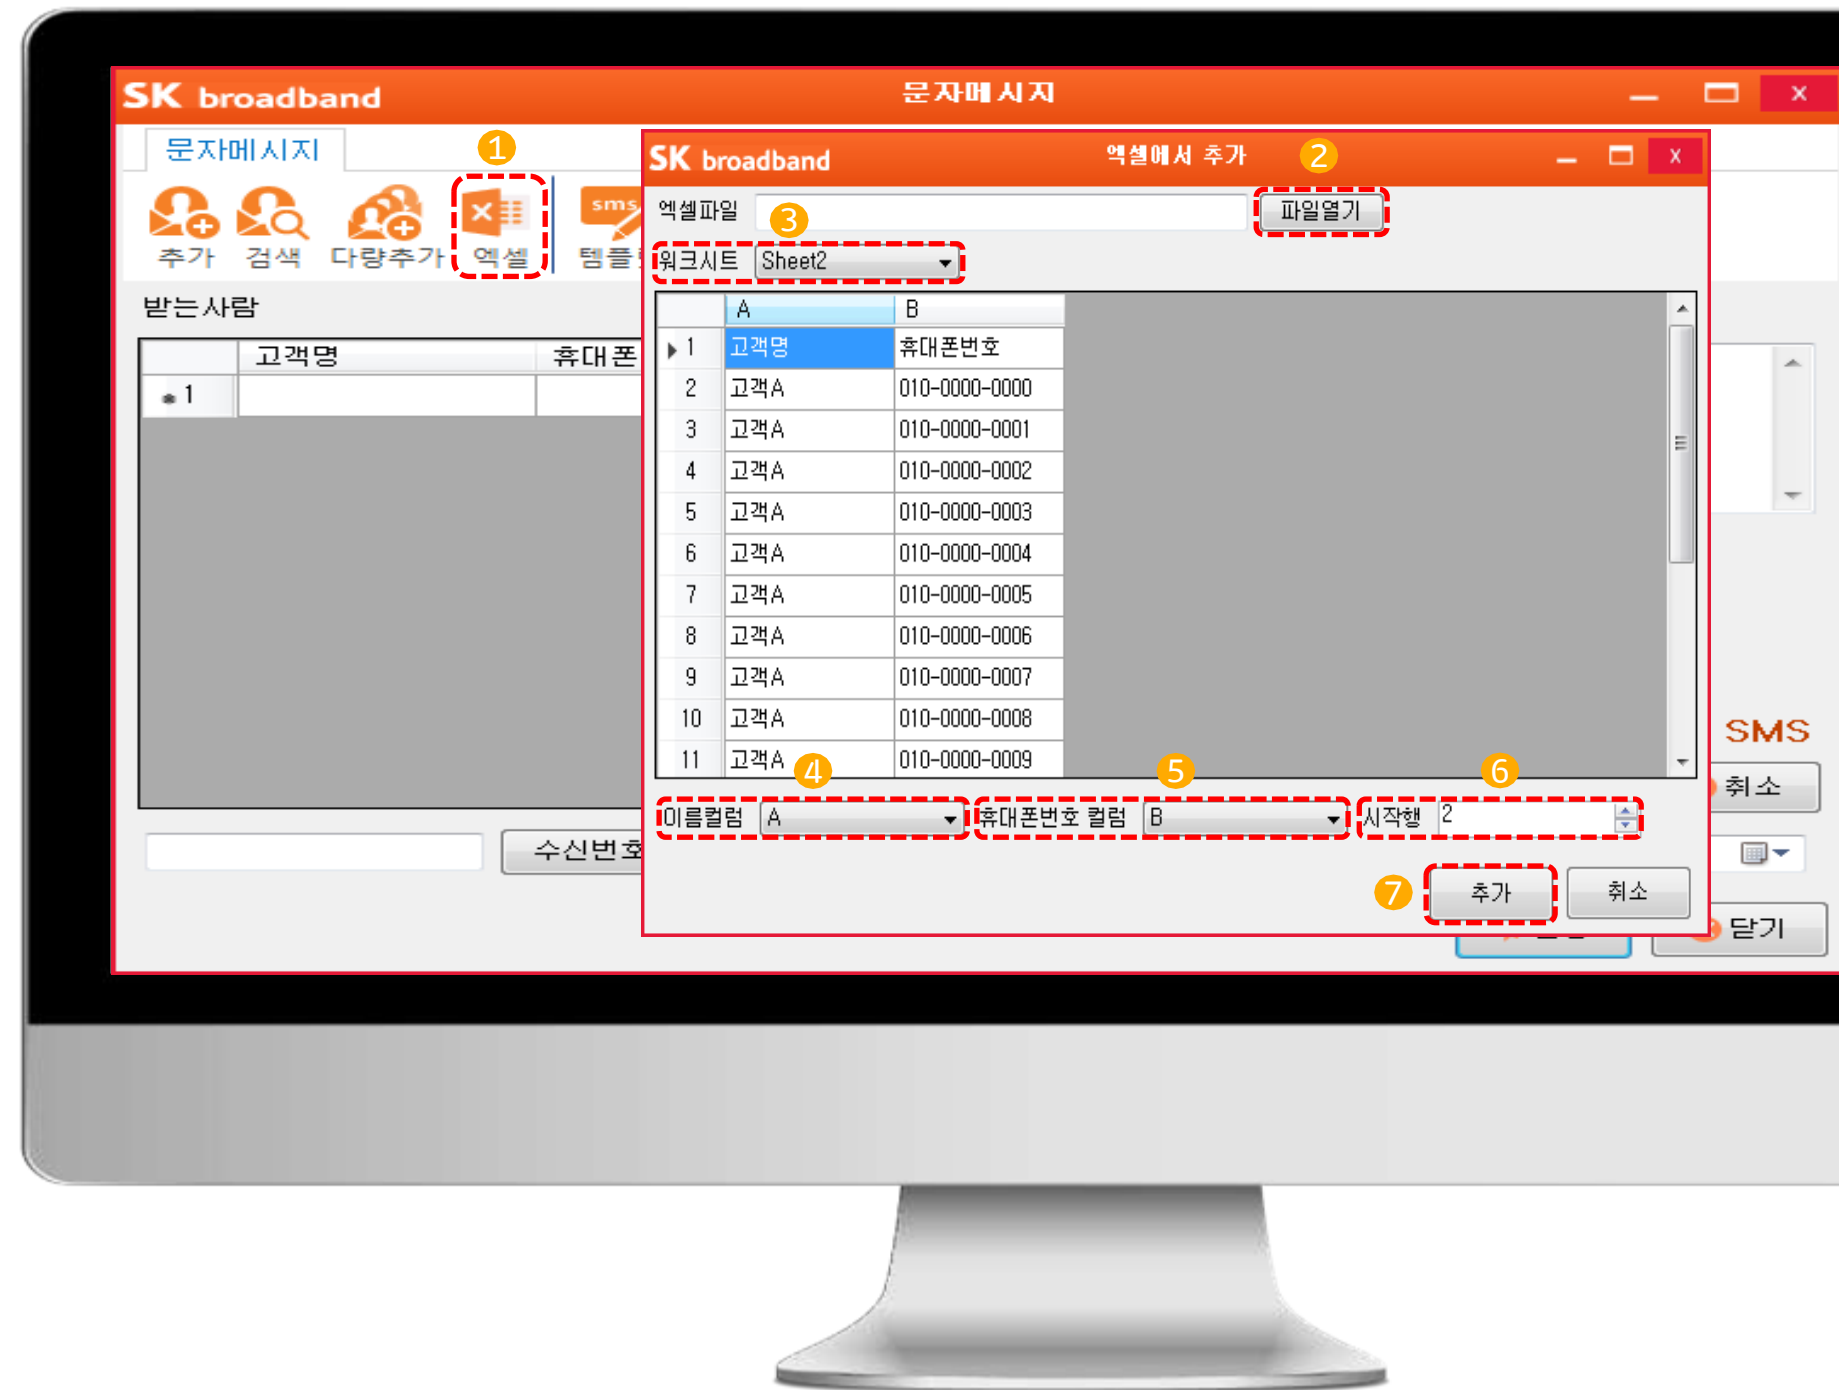 SK broadband
문자메시지
문자메시지
1
추가
검색
다량추가
엑셀
sms
템플
받는사람
고객명
휴대폰
1
수신번호
SMS
취소
닫기
SK broadband
엑셀에서 추가
2
엑셀파일
파일열기
3
워크시트 Sheet2
A B
1 고객명 휴대폰번호
2 고객A 010-0000-0000
3 고객A 010-0000-0001
4 고객A 010-0000-0002
5 고객A 010-0000-0003
6 고객A 010-0000-0004
7 고객A 010-0000-0005
8 고객A 010-0000-0006
9 고객A 010-0000-0007
10 고객A 010-0000-0008
11 고객A 010-0000-0009
4 5 6
이름컬럼 A 휴대폰번호 컬럼 B 시작행 2
7 추가 취소